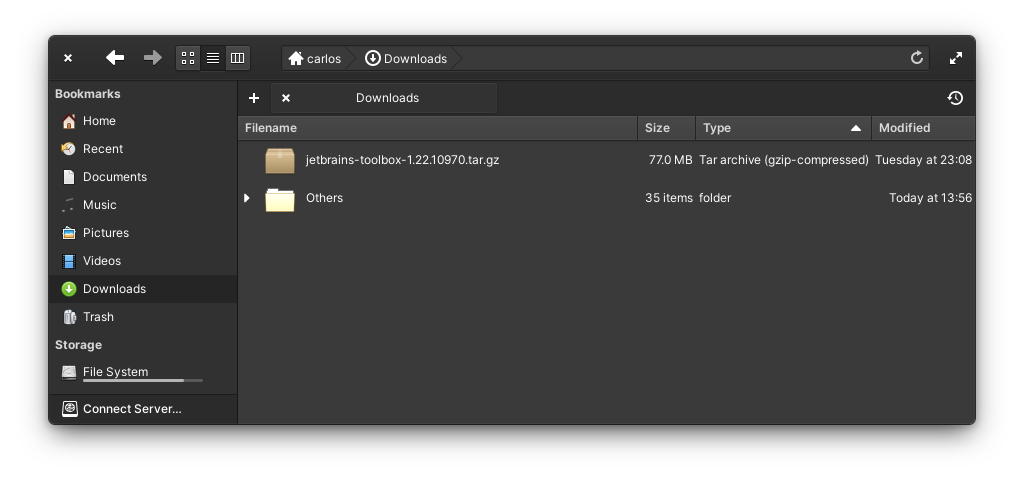 carlos Downloads
Bookmarks
Home
Recent
Documents
Music
Pictures
Videos
Downloads
Trash
Storage
File System
Connect Server...
Downloads
Filename Size Type Modified
jetbrains-toolbox-1.22.10970.tar.gz 77.0 MB Tar archive (gzip-compressed) Tuesday at 23:08
Others 35 items folder Today at 13:56